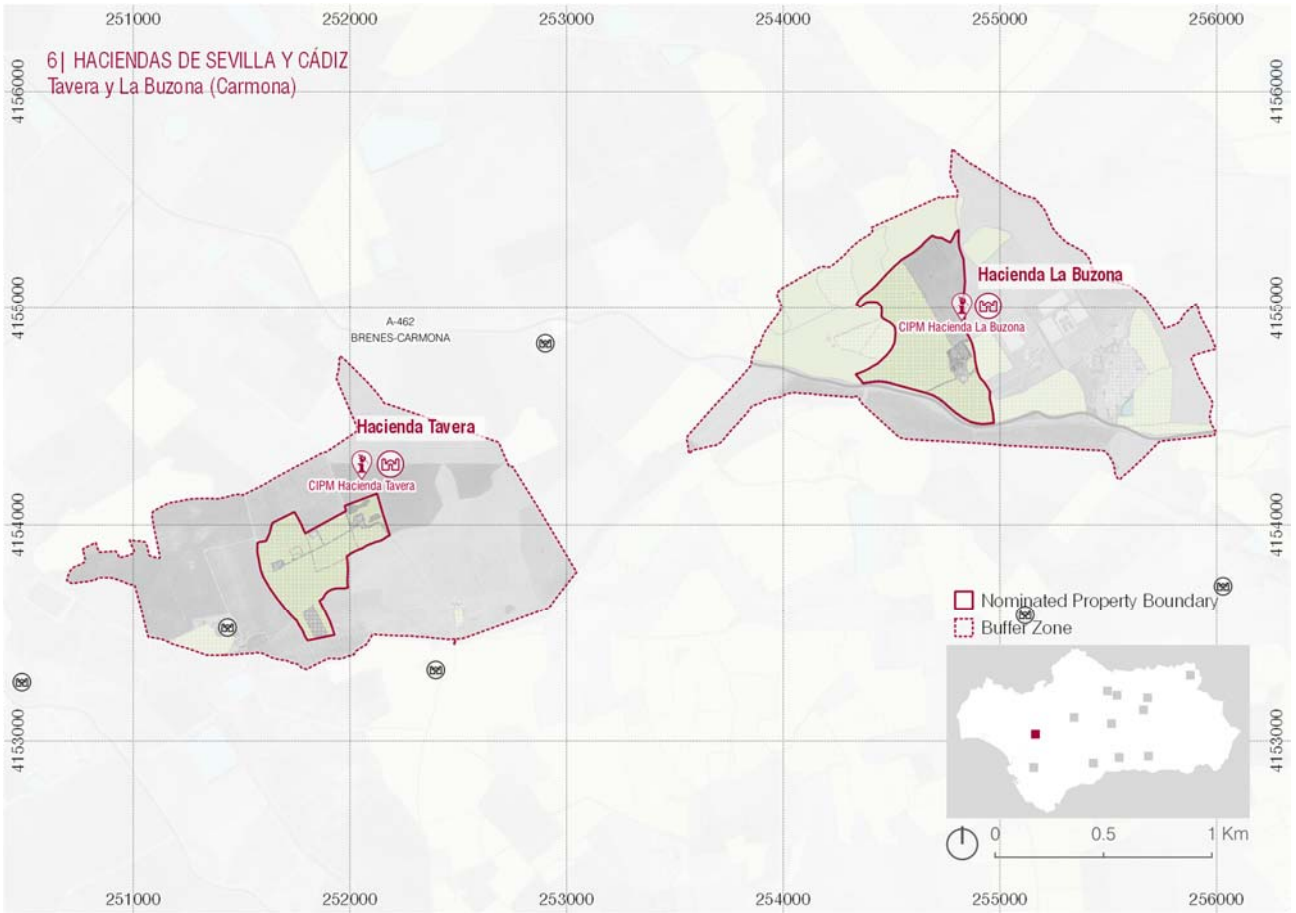 251000
252000
253000
254000
255000
256000
6| HACIENDAS DE SEVILLA Y CÁDIZ
Tavera y La Buzona (Carmona)
4156000
4156000
Hacienda La Buzona
4155000
4155000
A-462
BRENES-CARMONA
CIPM Hacienda La Buzona
Hacienda Tavera
CIPM Hacienda Tavera
4154000
4154000
Nominated Property Boundary
Buffer Zone
4153000
4153000
0 0.5 1 Km
251000
252000
253000
254000
255000
256000